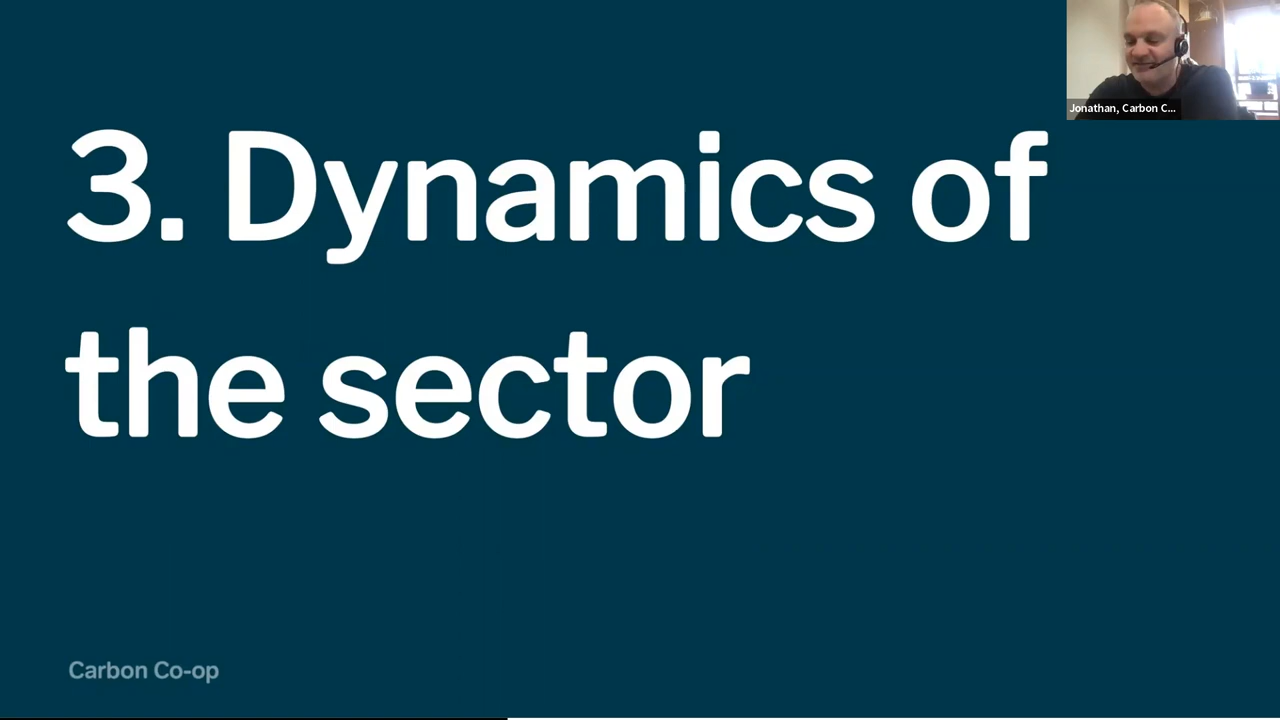 Jonathan, Carbon C...
3. Dynamics of
the sector
Carbon Co-op